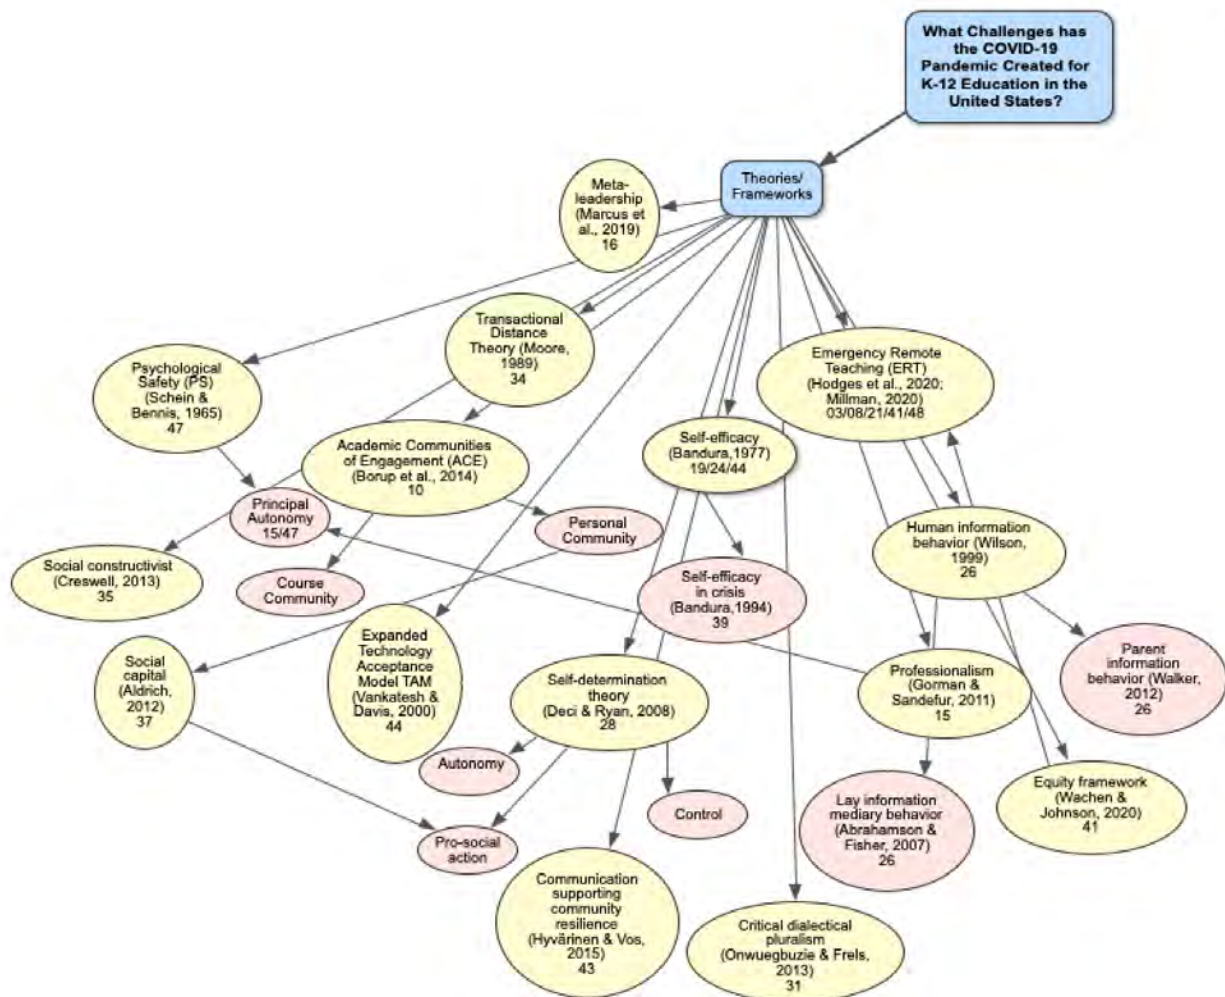 What Challenges has
the COVID-19
Pandemic Created for
K-12 Education in the
United States?
Theories/
Frameworks
Meta-
leadership
(Marcus et
al., 2019)
16
Transactional
Distance
Theory (Moore,
1989)
34
Psychological
Safety (PS)
(Schein &
Bennis, 1965)
47
Emergency Remote
Teaching (ERT)
(Hodges et al., 2020;
Millman, 2020)
03/08/21/41/48
Academic Communities
of Engagement (ACE)
(Borup et al., 2014)
10
Self-efficacy
(Bandura,1977)
19/24/44
Principal
Autonomy
15/47
Personal
Community
Human information
behavior (Wilson,
1999)
26
Social constructivist
(Creswell, 2013)
35
Course
Community
Self-efficacy
in crisis
(Bandura,1994)
39
Social
capital
(Aldrich,
2012)
37
Expanded
Technology
Acceptance
Model TAM
(Vankatesh &
Davis, 2000)
44
Self-determination
theory
(Deci & Ryan, 2008)
28
Professionalism
(Gorman &
Sandefur, 2011)
15
Parent
information
behavior (Walker,
2012)
26
Autonomy
Control
Lay information
mediary behavior
(Abrahamson &
Fisher, 2007)
26
Equity framework
(Wachen &
Johnson, 2020)
41
Pro-social
action
Communication
supporting
community
resilience
(Hyvärinen & Vos,
2015)
43
Critical dialectical
pluralism
(Onwuegbuzie & Frels,
2013)
31